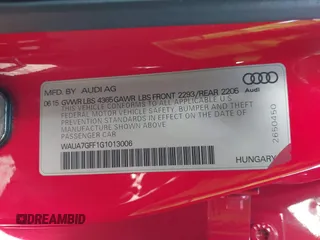 MFD. BY AUDI AG
06 15 GVWR LBS 4365 GAWR LBS FRONT 2293/REAR 2205
THIS VEHICLE CONFORMS TO ALL APPLICABLE U.S.
FEDERAL MOTOR VEHICLE SAFETY, BUMPER AND THEFT
PREVENTION STANDARDS IN EFFECT ON THE DATE OF
MANUFACTURE SHOWN ABOVE.
PASSENGER CAR
WAUA7GFF1G1013006
HUNGARY
Audi
2650450
DREAMBID